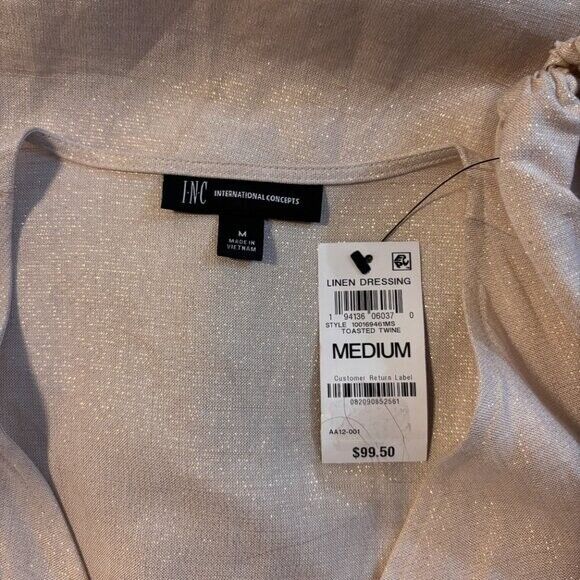 I·N·C INTERNATIONAL CONCEPTS
M
MADE IN
VIETNAM
LINEN DRESSING
1 94136 06037 0
STYLE 100169461MS
TOASTED TWINE
MEDIUM
Customer Return Label
082090852561
AA12-001
$99.50